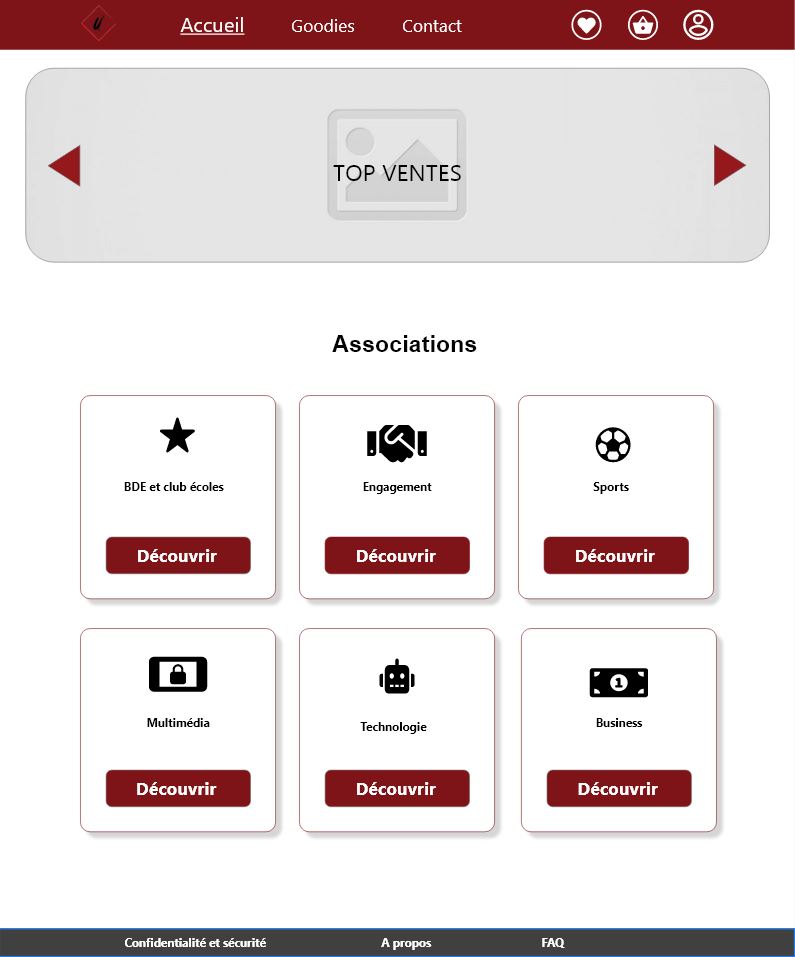 Accueil Goodies Contact
TOP VENTES
Associations
BDE et club écoles
Engagement
Sports
Découvrir
Découvrir
Découvrir
Multimédia
Technologie
Business
Découvrir
Découvrir
Découvrir
Confidentialité et sécurité A propos FAQ